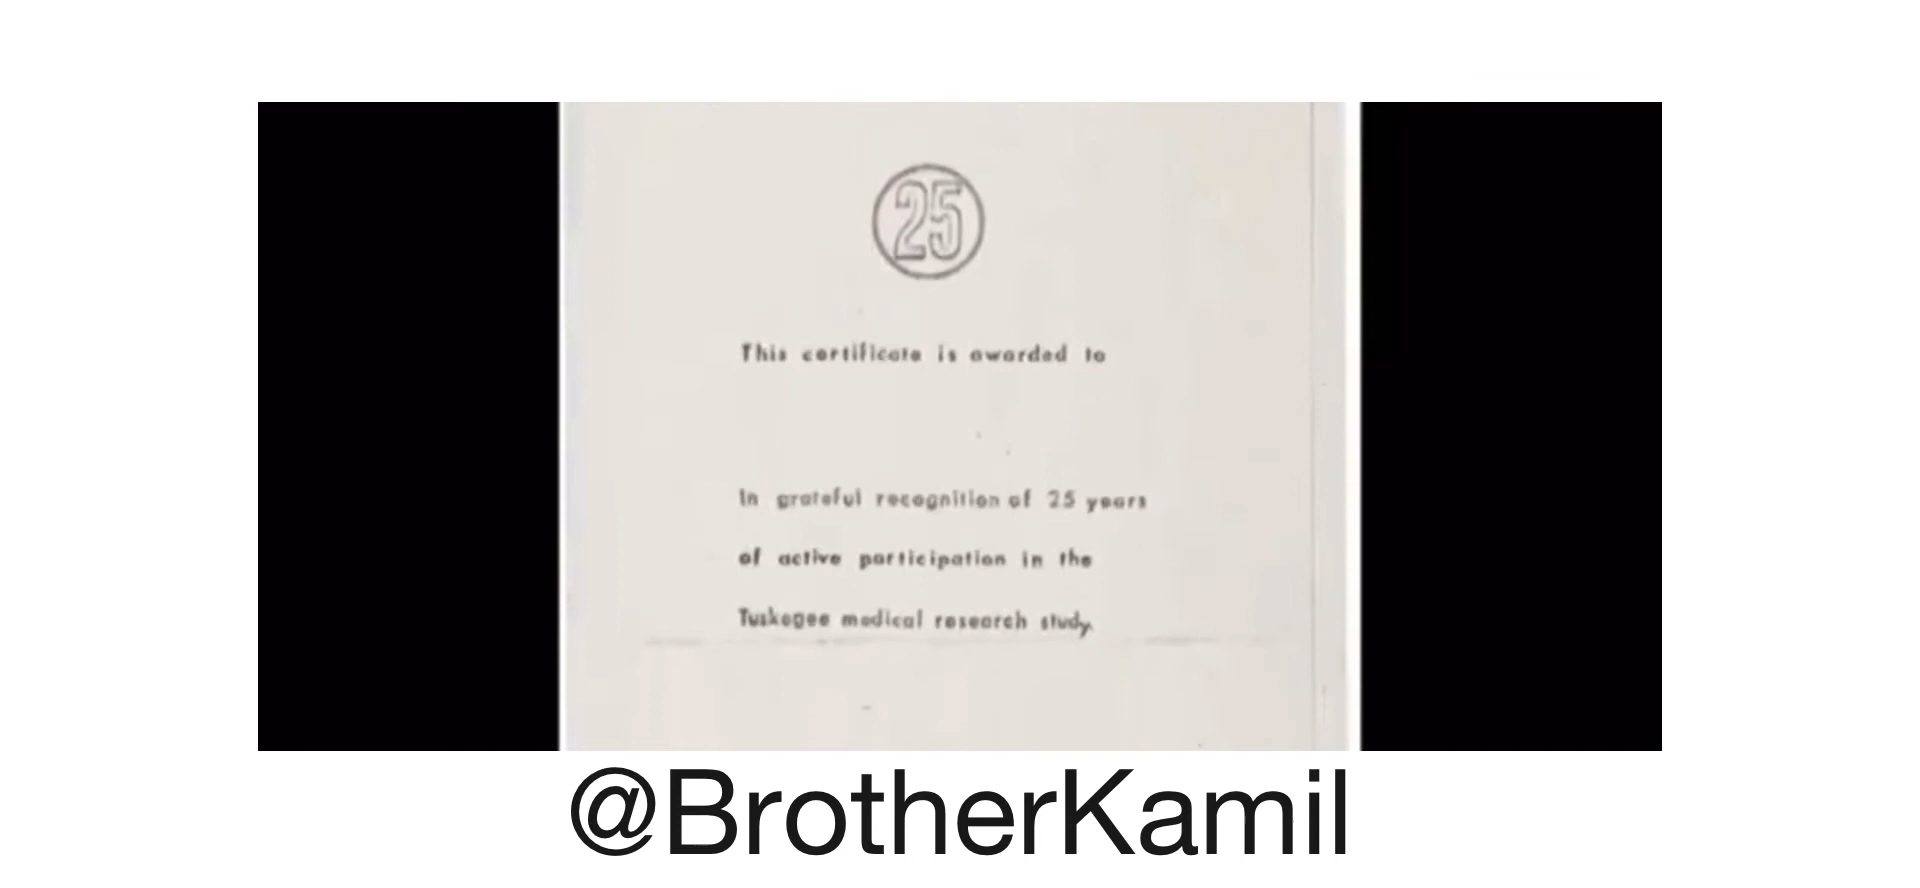 25
This certificate is awarded to
In grateful recognition of 25 years
of active participation in the
Tuskegee medical research study.
@BrotherKamil